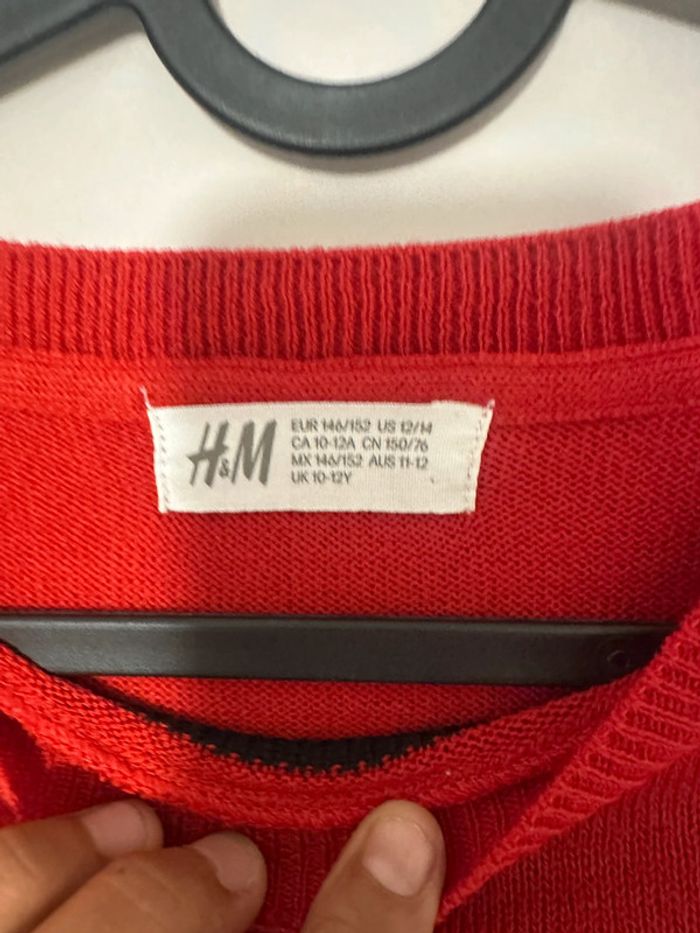 H&M
EUR 146/152 US 12/14
CA 10-12A CN 150/76
MX 146/152 AUS 11-12
UK 10-12Y